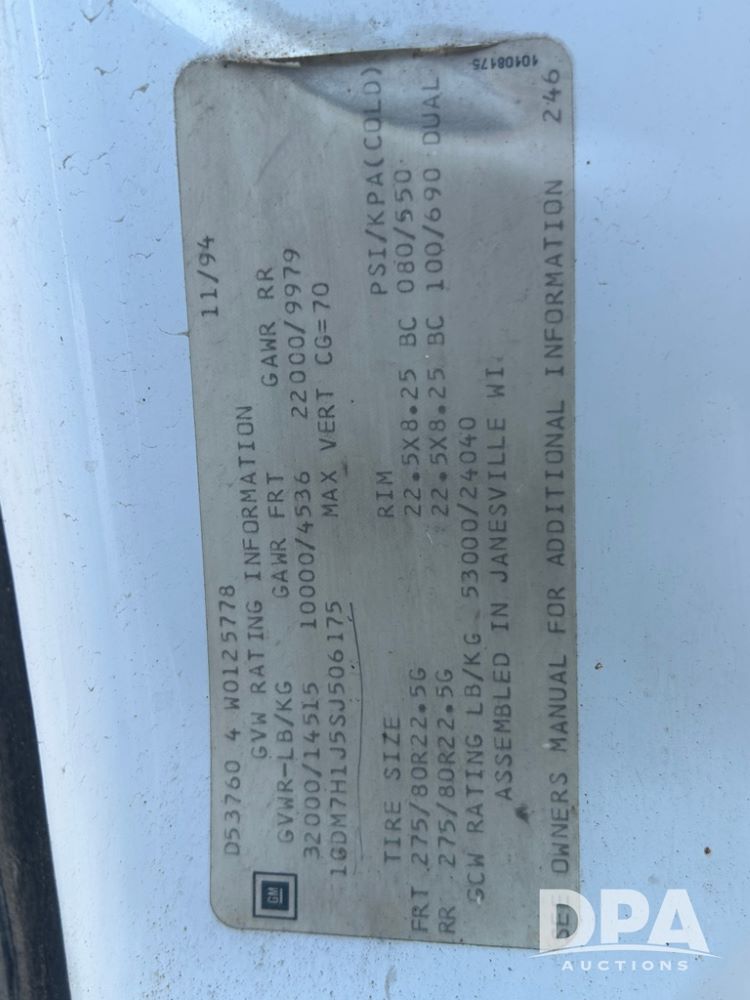 10108175
D53760 4 W0125778 11/94
GVW RATING INFORMATION
GVWR-LB/KG GAWR FRT GAWR RR
32000/14515 10000/4536 22000/9979
1GDM7H1J5SJ506175 MAX VERT CG=70
TIRE SIZE RIM PSI/KPA(COLD)
FRT 275/80R22.5G 22.5X8.25 BC 080/550
RR 275/80R22.5G 22.5X8.25 BC 100/690 DUAL
GCW RATING LB/KG 53000/24040
ASSEMBLED IN JANESVILLE WI.
SEE OWNERS MANUAL FOR ADDITIONAL INFORMATION 246
GM
DPA
AUCTIONS